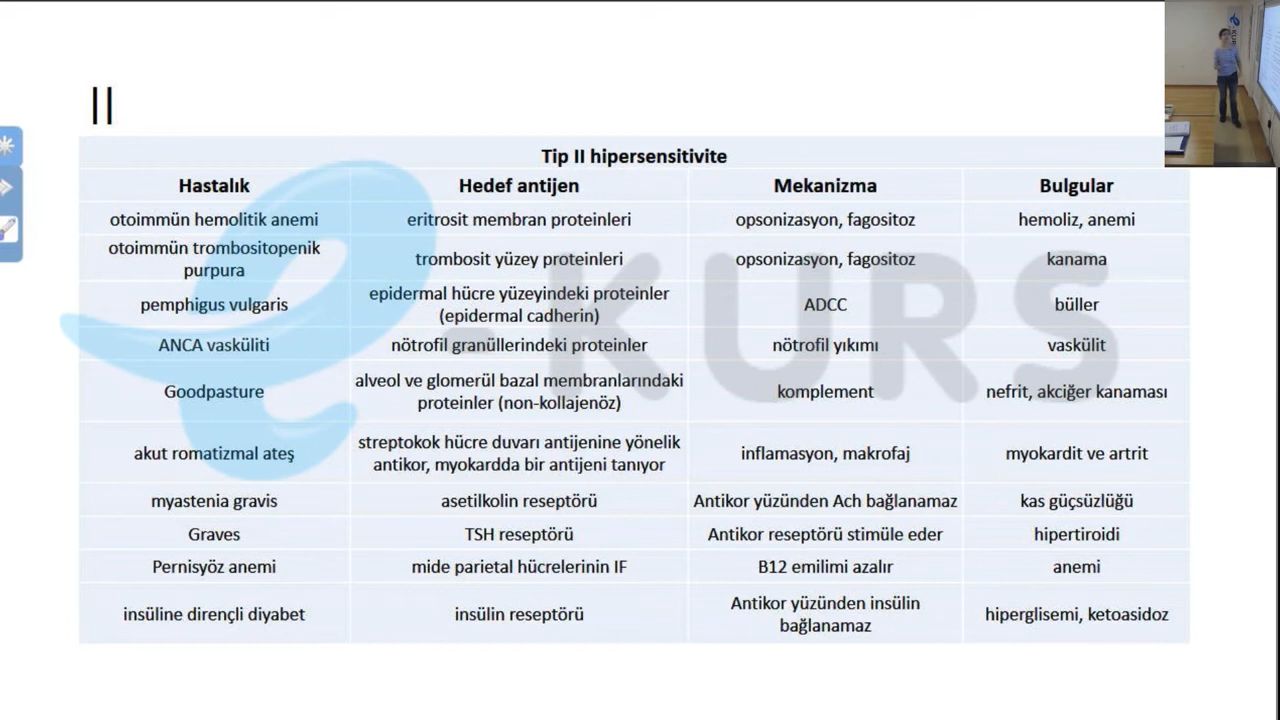 ||
Tip II hipersensitivite
Hastalık Hedef antijen Mekanizma Bulgular
otoimmün hemolitik anemi eritrosit membran proteinleri opsonizasyon, fagositoz hemoliz, anemi
otoimmün trombositopenik
purpura trombosit yüzey proteinleri opsonizasyon, fagositoz kanama
pemphigus vulgaris epidermal hücre yüzeyindeki proteinler
(epidermal cadherin) ADCC büller
ANCA vasküliti nötrofil granüllerindeki proteinler nötrofil yıkımı vaskülit
Goodpasture alveol ve glomerül bazal membranlarındaki
proteinler (non-kollajenöz) komplement nefrit, akciğer kanaması
akut romatizmal ateş streptokok hücre duvarı antijenine yönelik
antikor, myokardda bir antijeni tanıyor inflamasyon, makrofaj myokardit ve artrit
myastenia gravis asetilkolin reseptörü Antikor yüzünden Ach bağlanamaz kas güçsüzlüğü
Graves TSH reseptörü Antikor reseptörü stimüle eder hipertiroidi
Pernisyöz anemi mide parietal hücrelerinin IF B12 emilimi azalır anemi
insüline dirençli diyabet insülin reseptörü Antikor yüzünden insülin
bağlanamaz hiperglisemi, ketoasidoz
e-KURS